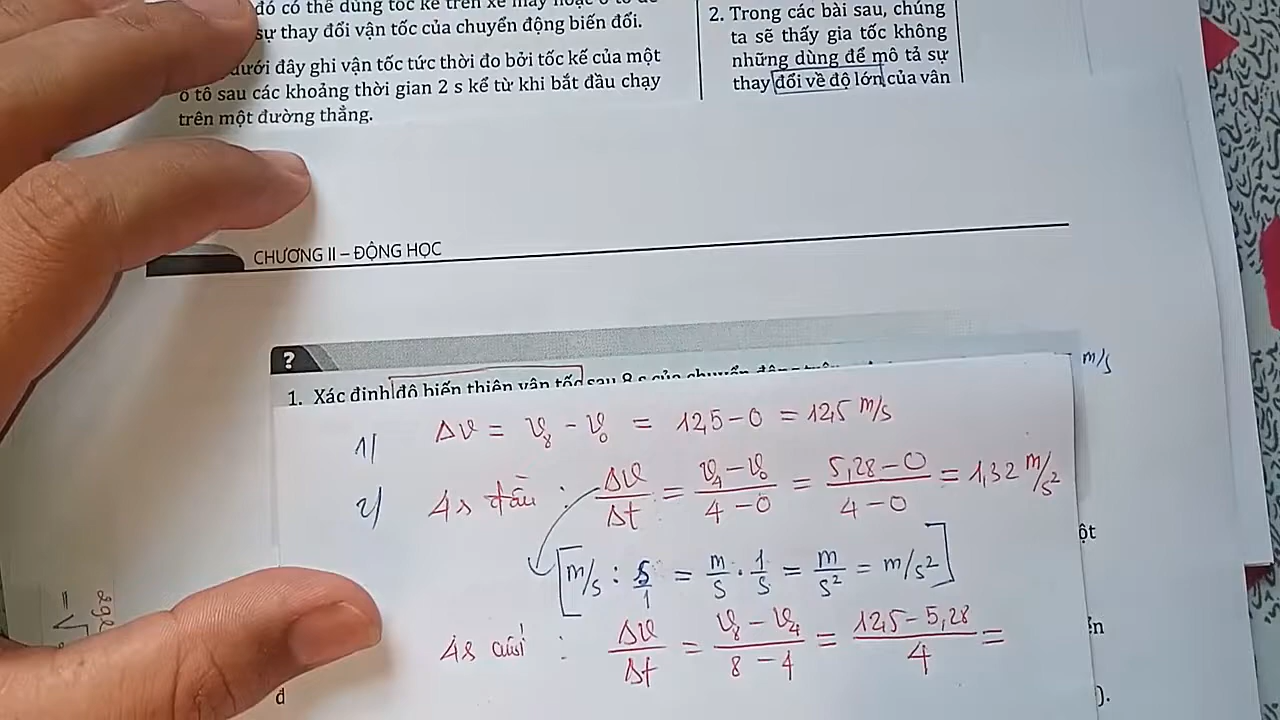 đó có thể dùng tốc kế trên xe máy hoặc ô tô để
sự thay đổi vận tốc của chuyển động biến đổi.
dưới đây ghi vận tốc tức thời đo bởi tốc kế của một
ô tô sau các khoảng thời gian 2 s kể từ khi bắt đầu chạy
trên một đường thẳng.
2. Trong các bài sau, chúng
ta sẽ thấy gia tốc không
những dùng để mô tả sự
thay đổi về độ lớn của vân
CHƯƠNG II – ĐỘNG HỌC
?
1. Xác định độ biến thiên vận tốc sau 8 s của chuyển động trên
m/s
1) Δv = v₈ - v₀ = 12,5 - 0 = 12,5 m/s
2) 4s đầu : Δv/Δt = (v₄ - v₀)/(4 - 0) = (5,28 - 0)/(4 - 0) = 1,32 m/s²
[m/s : s/1 = m/s · 1/s = m/s² = m/s²]
4s cuối : Δv/Δt = (v₈ - v₄)/(8 - 4) = (12,5 - 5,28)/4 =
ột
ển
đ
).